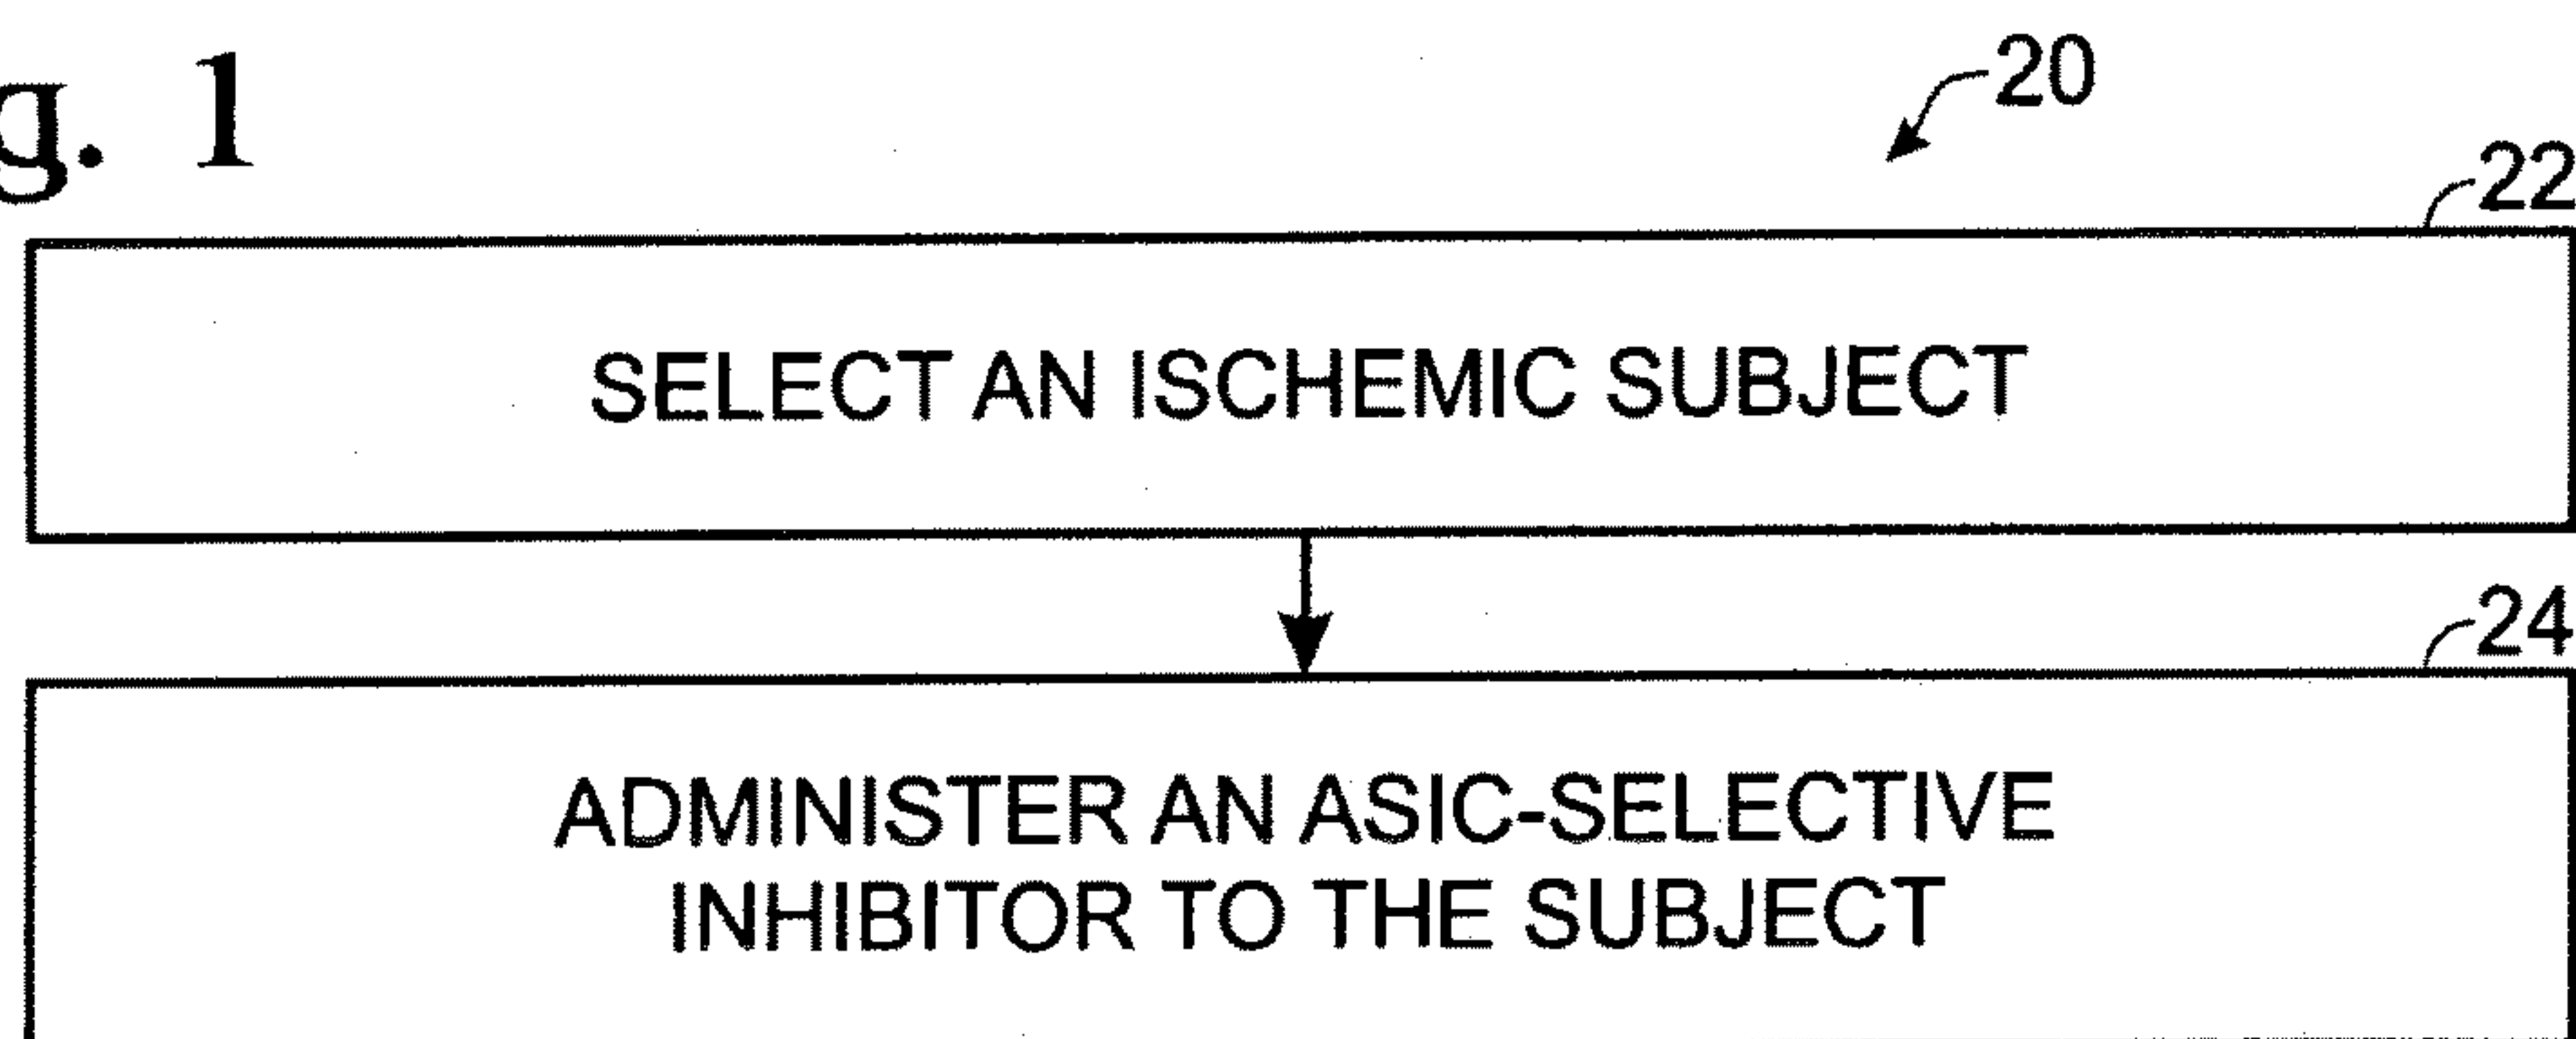 g. 1
20
22
SELECT AN ISCHEMIC SUBJECT
24
ADMINISTER AN ASIC-SELECTIVE
INHIBITOR TO THE SUBJECT